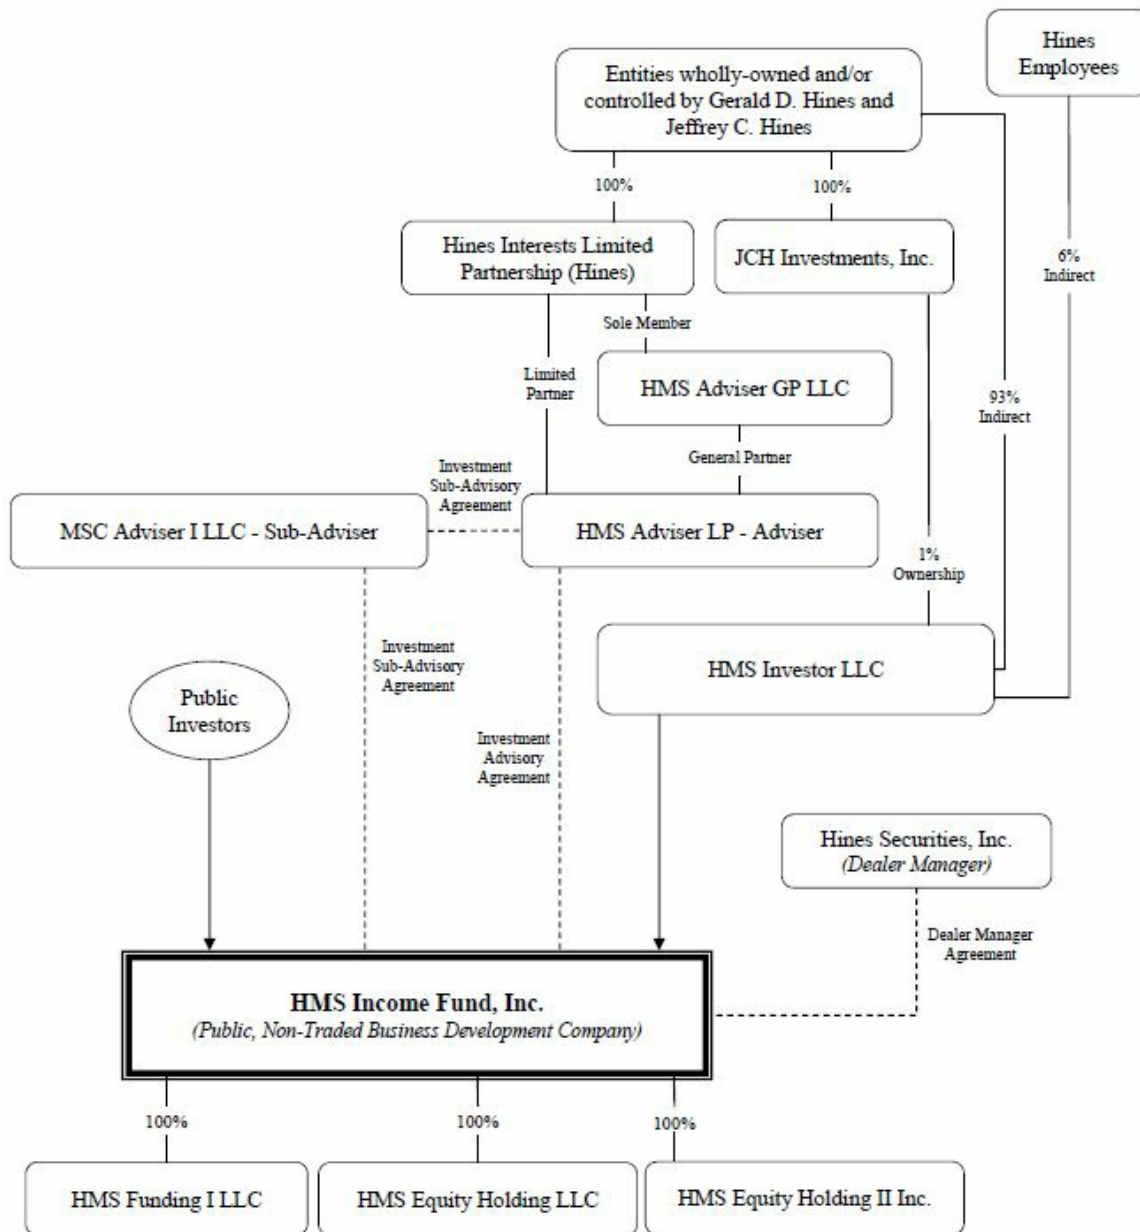 Hines
Employees
Entities wholly-owned and/or
controlled by Gerald D. Hines and
Jeffrey C. Hines
100%
100%
Hines Interests Limited
Partnership (Hines)
JCH Investments, Inc.
6%
Indirect
Sole Member
Limited
Partner
HMS Adviser GP LLC
93%
Indirect
General Partner
Investment
Sub-Advisory
Agreement
MSC Adviser I LLC - Sub-Adviser
HMS Adviser LP - Adviser
1%
Ownership
Investment
Sub-Advisory
Agreement
HMS Investor LLC
Public
Investors
Investment
Advisory
Agreement
Hines Securities, Inc.
(Dealer Manager)
Dealer Manager
Agreement
HMS Income Fund, Inc.
(Public, Non-Traded Business Development Company)
100%
100%
100%
HMS Funding I LLC
HMS Equity Holding LLC
HMS Equity Holding II Inc.